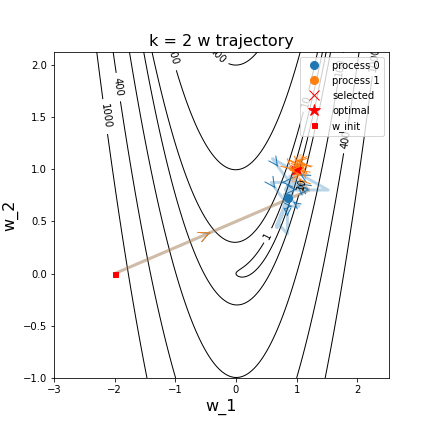 k = 2 w trajectory
process 0
process 1
selected
optimal
w_init
1000
400
400
1
w_2
2.0
1.5
1.0
0.5
0.0
−0.5
−1.0
−3
−2
−1
0
1
2
w_1